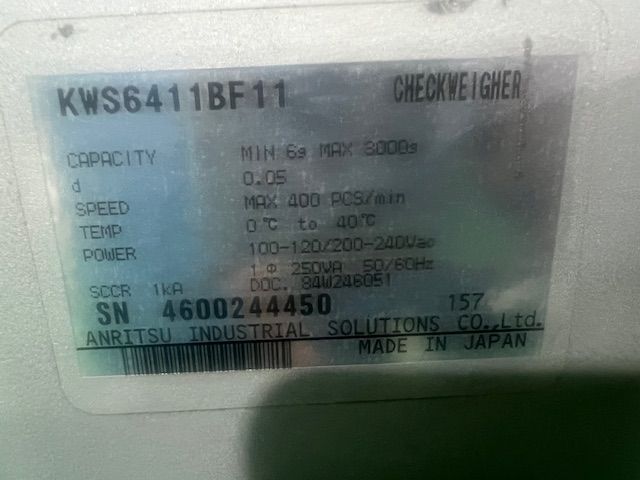 KWS6411BF11 CHECKWEIGHER
CAPACITY MIN 6g MAX 3000g
d 0.05
SPEED MAX 400 PCS/min
TEMP 0℃ to 40℃
POWER 100-120/200-240Vac
1 Φ 250VA 50/60Hz
SCCR 1kA DOC. 84W246051
SN 4600244450 157
ANRITSU INDUSTRIAL SOLUTIONS CO.,Ltd.
MADE IN JAPAN